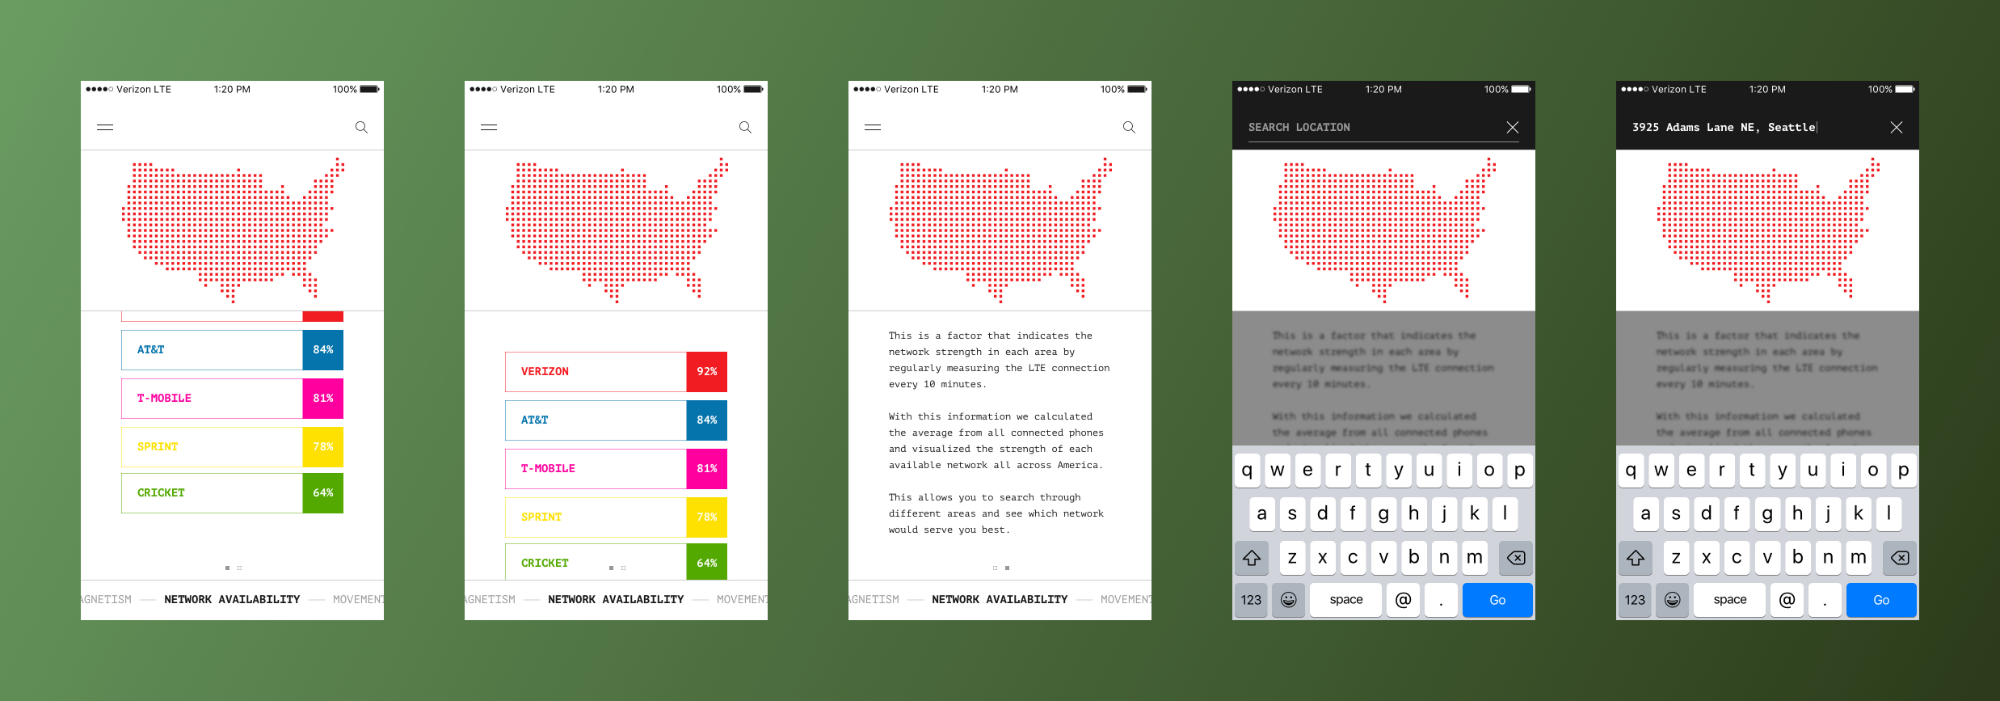 Verizon LTE 1:20 PM 100%
AT&T 84%
T-MOBILE 81%
SPRINT 78%
CRICKET 64%
AGNETISM — NETWORK AVAILABILITY — MOVEMENT
Verizon LTE 1:20 PM 100%
VERIZON 92%
AT&T 84%
T-MOBILE 81%
SPRINT 78%
CRICKET 64%
AGNETISM — NETWORK AVAILABILITY — MOVEMENT
Verizon LTE 1:20 PM 100%
This is a factor that indicates the
network strength in each area by
regularly measuring the LTE connection
every 10 minutes.
With this information we calculated
the average from all connected phones
and visualized the strength of each
available network all across America.
This allows you to search through
different areas and see which network
would serve you best.
AGNETISM — NETWORK AVAILABILITY — MOVEMENT
Verizon LTE 1:20 PM 100%
SEARCH LOCATION
This is a factor that indicates the
network strength in each area by
regularly measuring the LTE connection
every 10 minutes.
With this information we calculated
the average from all connected phones
q w e r t y u i o p
a s d f g h j k l
z x c v b n m
123 space @ . Go
Verizon LTE 1:20 PM 100%
3925 Adams Lane NE, Seattle
This is a factor that indicates the
network strength in each area by
regularly measuring the LTE connection
every 10 minutes.
With this information we calculated
the average from all connected phones
q w e r t y u i o p
a s d f g h j k l
z x c v b n m
123 space @ . Go